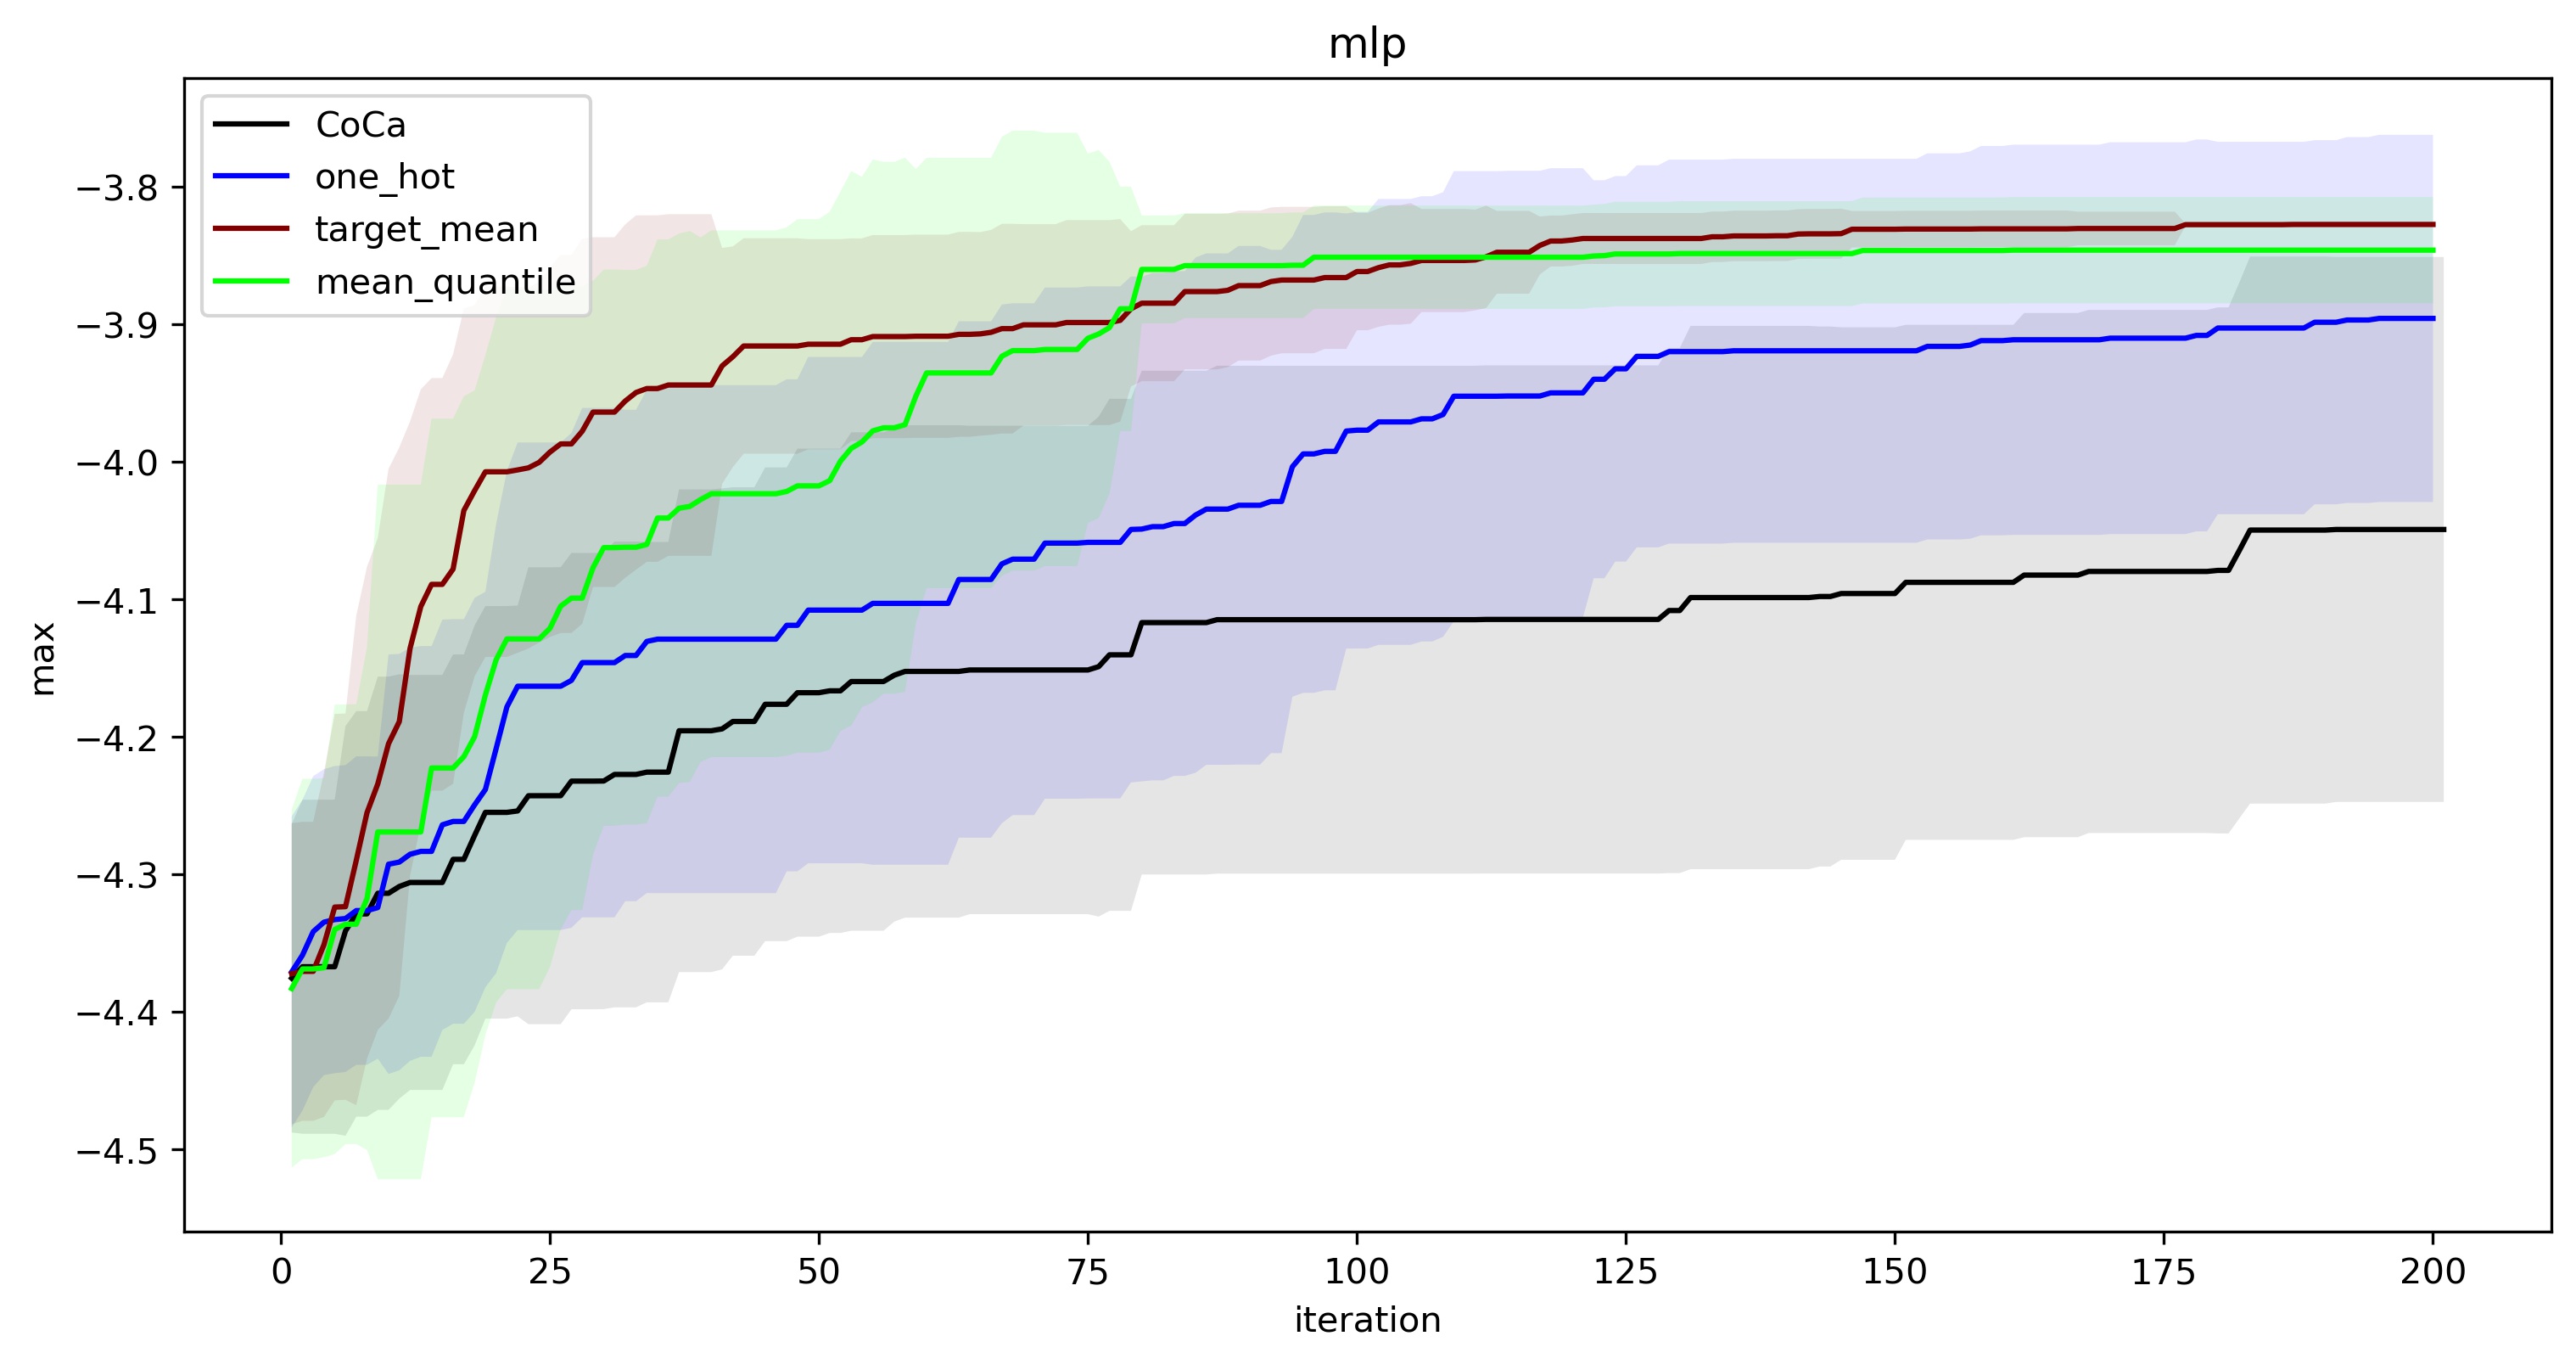 mlp
CoCa
one_hot
target_mean
mean_quantile
−3.8
−3.9
−4.0
−4.1
−4.2
−4.3
−4.4
−4.5
max
0 25 50 75 100 125 150 175 200
iteration